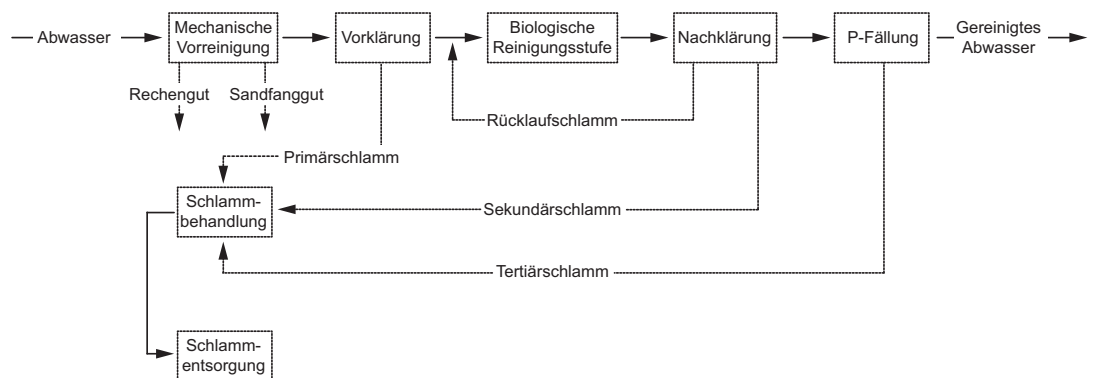 Abwasser
Mechanische
Vorreinigung
Vorklärung
Biologische
Reinigungsstufe
Nachklärung
P-Fällung
Gereinigtes
Abwasser
Rechengut
Sandfanggut
Rücklaufschlamm
Primärschlamm
Schlamm-
behandlung
Sekundärschlamm
Tertiärschlamm
Schlamm-
entsorgung